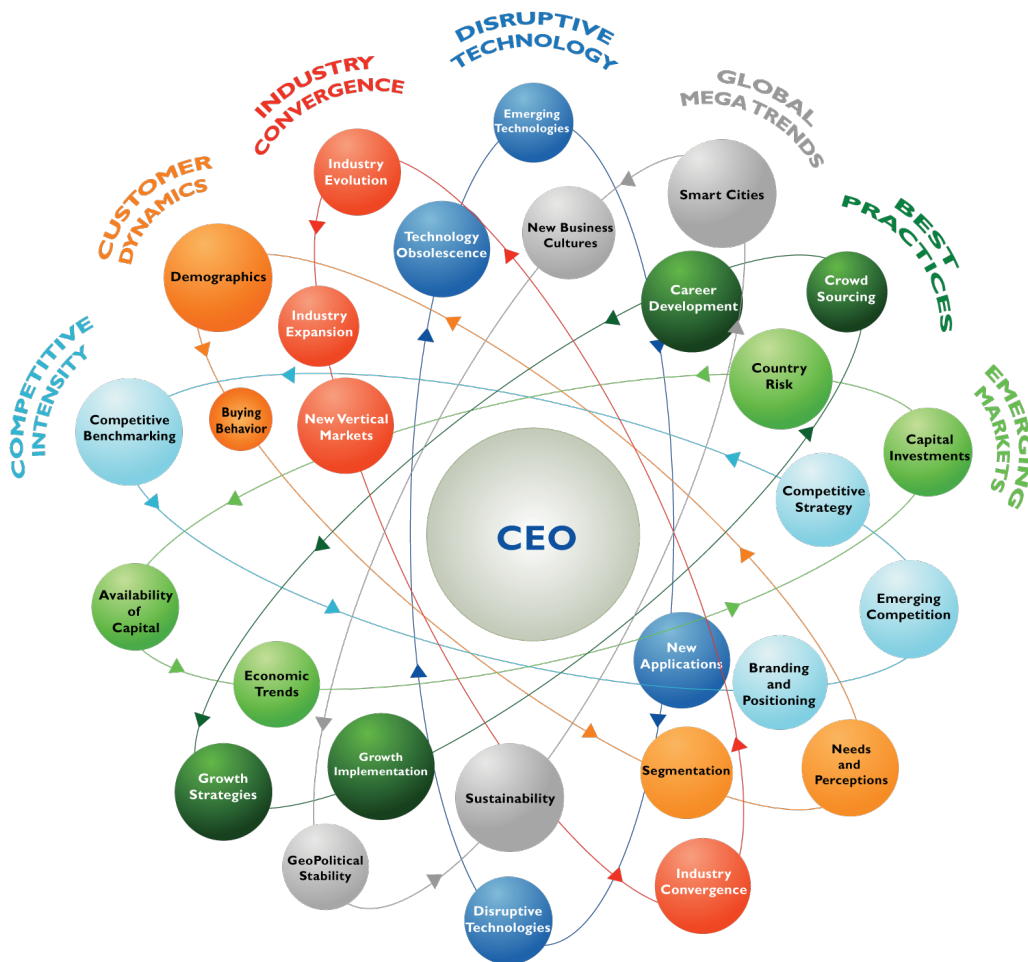 DISRUPTIVE
TECHNOLOGY
INDUSTRY
CONVERGENCE
GLOBAL
MEGA TRENDS
CUSTOMER
DYNAMICS
BEST
PRACTICES
COMPETITIVE
INTENSITY
EMERGING
MARKETS
Emerging
Technologies
Industry
Evolution
Smart Cities
Technology
Obsolescence
New Business
Cultures
Demographics
Career
Development
Crowd
Sourcing
Industry
Expansion
Country
Risk
Competitive
Benchmarking
Buying
Behavior
New Vertical
Markets
Capital
Investments
Competitive
Strategy
CEO
Availability
of
Capital
Emerging
Competition
Economic
Trends
New
Applications
Branding
and
Positioning
Growth
Strategies
Growth
Implementation
Sustainability
Segmentation
Needs
and
Perceptions
GeoPolitical
Stability
Industry
Convergence
Disruptive
Technologies